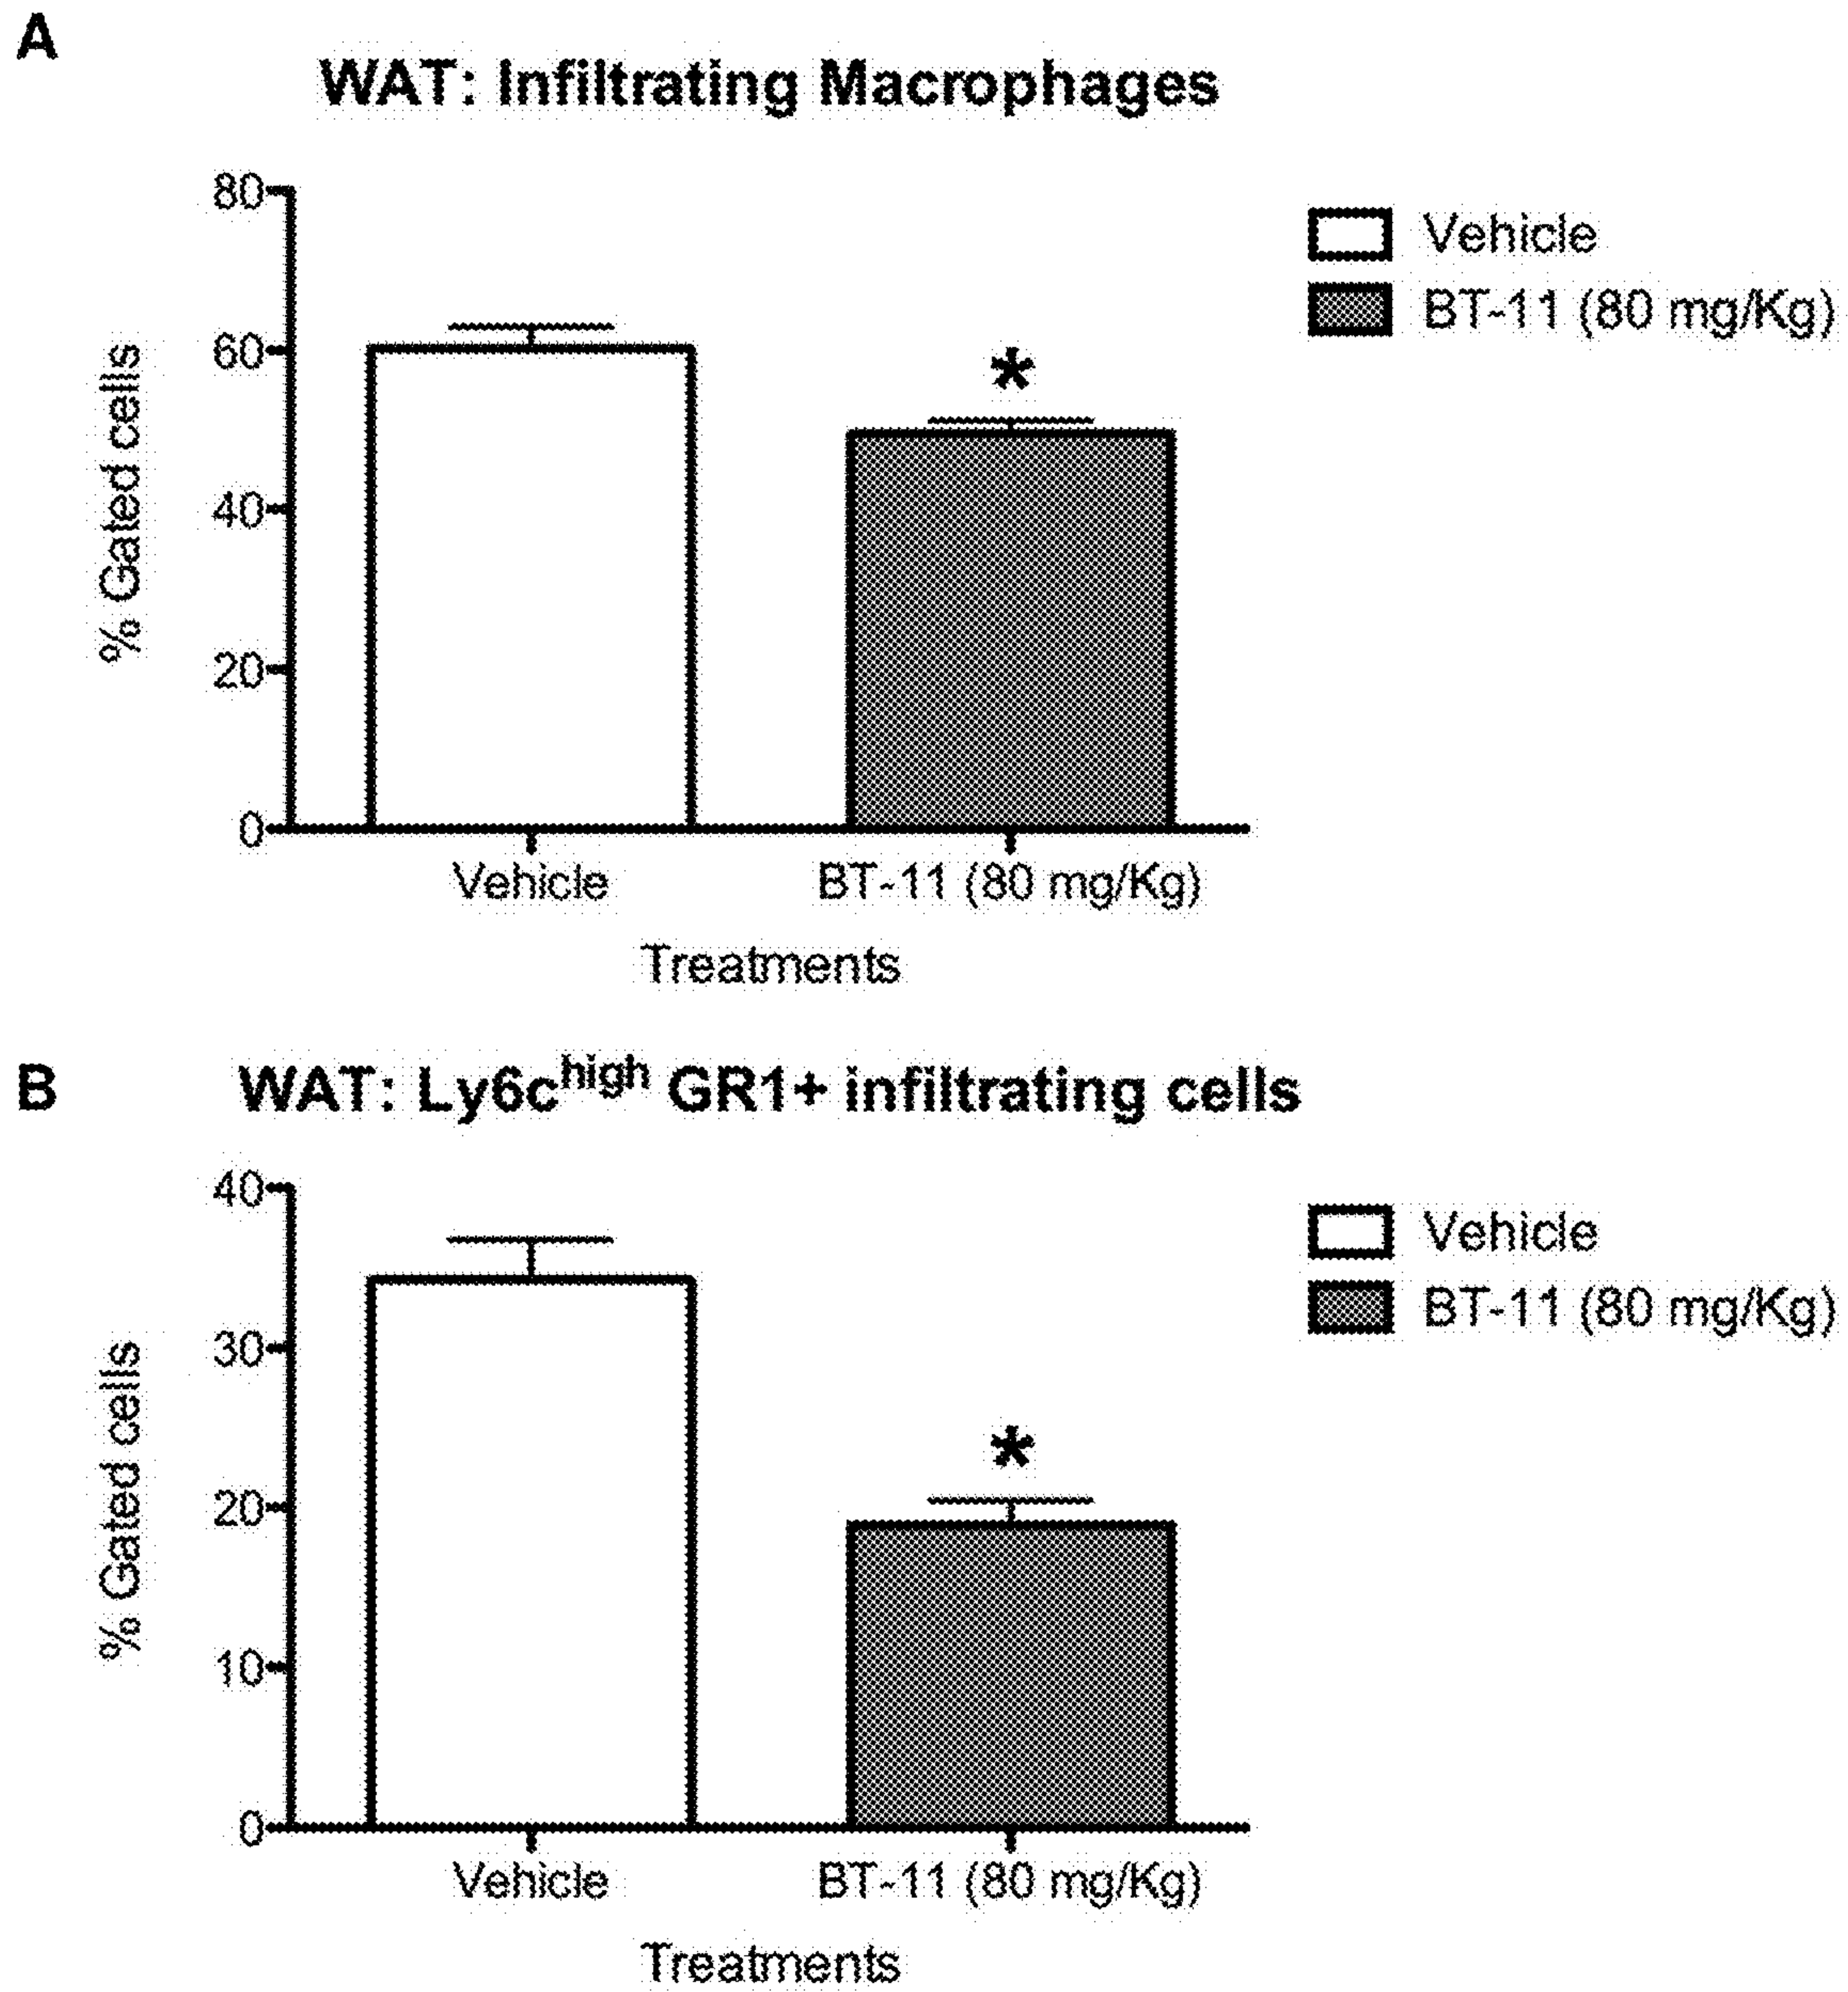 A
WAT: Infiltrating Macrophages
80
60
40
20
0
% Gated cells
*
Vehicle
BT-11 (80 mg/Kg)
Vehicle
BT-11 (80 mg/Kg)
Treatments
B
WAT: Ly6c^high GR1+ infiltrating cells
40
30
20
10
0
% Gated cells
*
Vehicle
BT-11 (80 mg/Kg)
Vehicle
BT-11 (80 mg/Kg)
Treatments